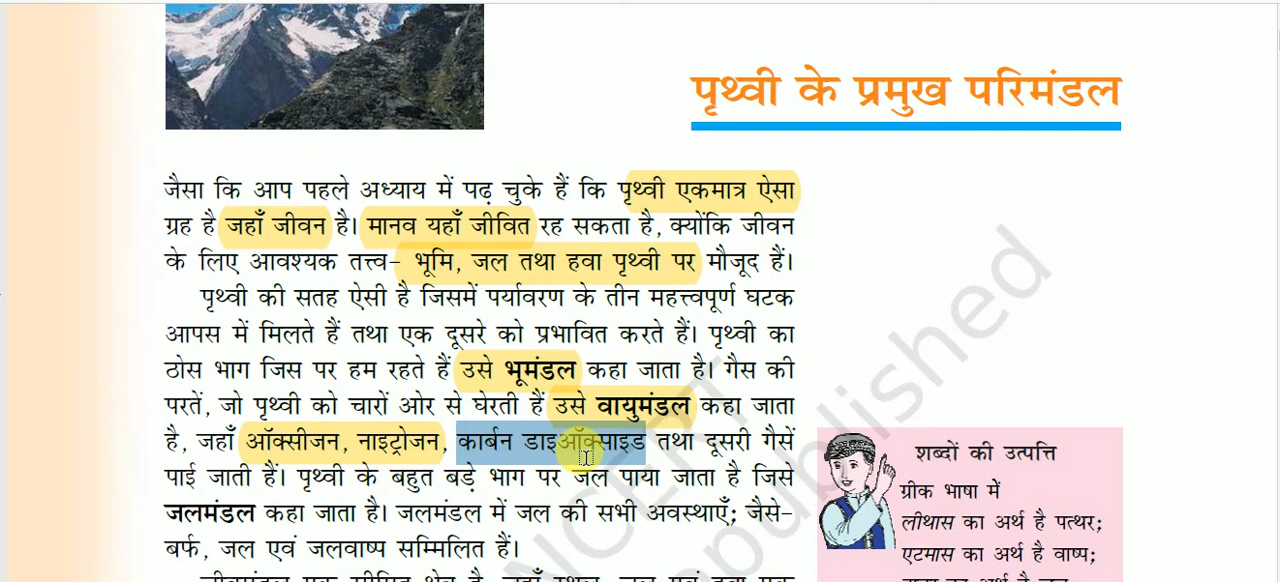 पृथ्वी के प्रमुख परिमंडल
जैसा कि आप पहले अध्याय में पढ़ चुके हैं कि पृथ्वी एकमात्र ऐसा
ग्रह है जहाँ जीवन है। मानव यहाँ जीवित रह सकता है, क्योंकि जीवन
के लिए आवश्यक तत्त्व– भूमि, जल तथा हवा पृथ्वी पर मौजूद हैं।
पृथ्वी की सतह ऐसी है जिसमें पर्यावरण के तीन महत्त्वपूर्ण घटक
आपस में मिलते हैं तथा एक दूसरे को प्रभावित करते हैं। पृथ्वी का
ठोस भाग जिस पर हम रहते हैं उसे भूमंडल कहा जाता है। गैस की
परतें, जो पृथ्वी को चारों ओर से घेरती हैं उसे वायुमंडल कहा जाता
है, जहाँ ऑक्सीजन, नाइट्रोजन, कार्बन डाइऑक्साइड तथा दूसरी गैसें
पाई जाती हैं। पृथ्वी के बहुत बड़े भाग पर जल पाया जाता है जिसे
जलमंडल कहा जाता है। जलमंडल में जल की सभी अवस्थाएँ; जैसे–
बर्फ, जल एवं जलवाष्प सम्मिलित हैं।
शब्दों की उत्पत्ति
ग्रीक भाषा में
लीथास का अर्थ है पत्थर;
एटमास का अर्थ है वाष्प;
NCERT
published